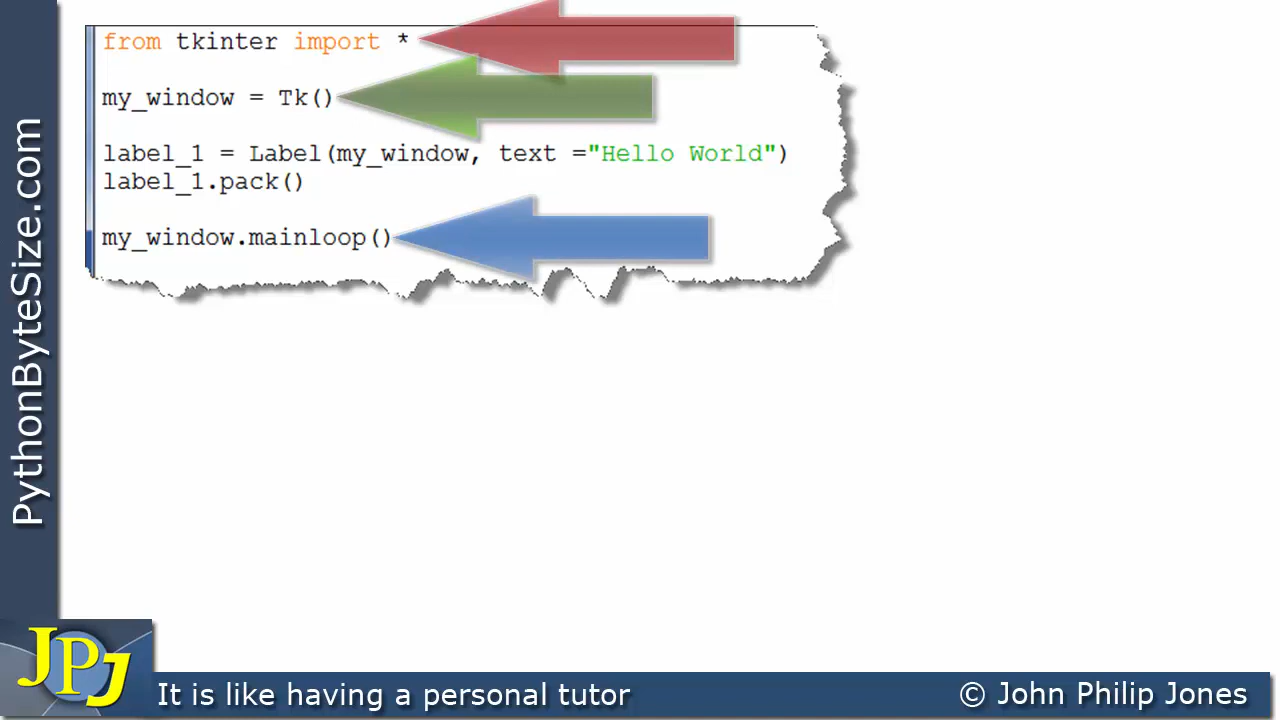 from tkinter import *
my_window = Tk()
label_1 = Label(my_window, text ="Hello World")
label_1.pack()
my_window.mainloop()
PythonByteSize.com
JPJ
It is like having a personal tutor
© John Philip Jones